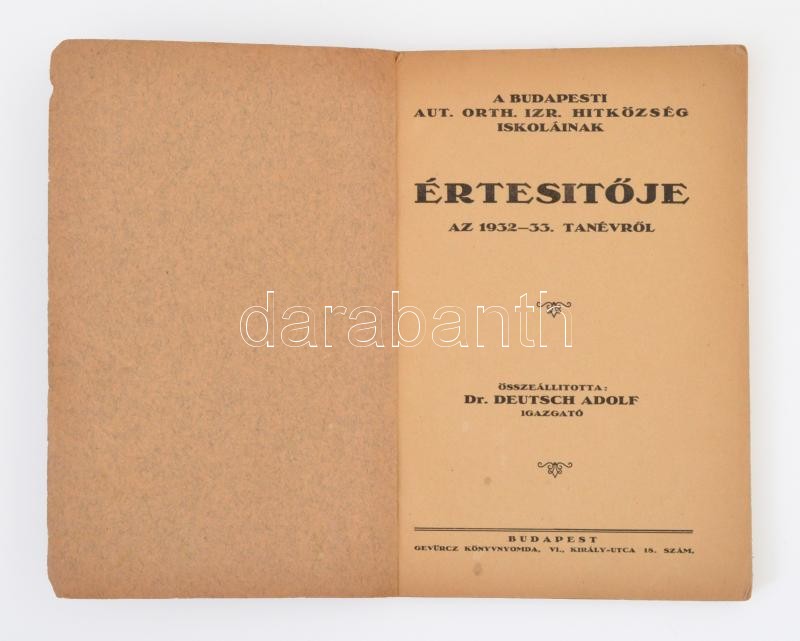 A BUDAPESTI
AUT. ORTH. IZR. HITKÖZSÉG
ISKOLÁINAK
ÉRTESITŐJE
AZ 1932—33. TANÉVRŐL
darabanth
ÖSSZEÁLLITOTTA:
Dr. DEUTSCH ADOLF
IGAZGATÓ
BUDAPEST
GEVÜRCZ KÖNYVNYOMDA, VI., KIRÁLY-UTCA 18. SZÁM.